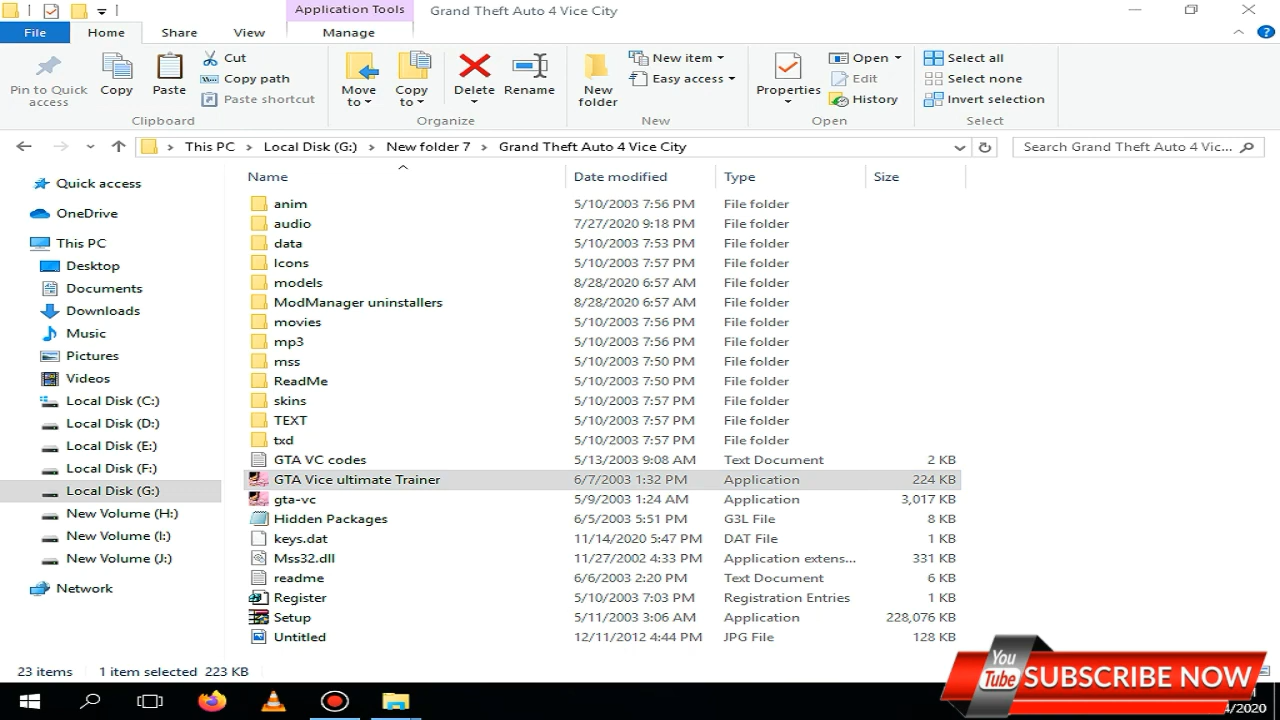 Application Tools
Grand Theft Auto 4 Vice City
File
Home
Share
View
Manage
Pin to Quick access
Copy
Paste
Cut
Copy path
Paste shortcut
Move to
Copy to
Delete
Rename
New folder
New item
Easy access
Properties
Open
Edit
History
Select all
Select none
Invert selection
Clipboard
Organize
New
Open
Select
This PC > Local Disk (G:) > New folder 7 > Grand Theft Auto 4 Vice City
Search Grand Theft Auto 4 Vic...
Name Date modified Type Size
Quick access
OneDrive
This PC
Desktop
Documents
Downloads
Music
Pictures
Videos
Local Disk (C:)
Local Disk (D:)
Local Disk (E:)
Local Disk (F:)
Local Disk (G:)
New Volume (H:)
New Volume (I:)
New Volume (J:)
Network
anim 5/10/2003 7:56 PM File folder
audio 7/27/2020 9:18 PM File folder
data 5/10/2003 7:53 PM File folder
Icons 5/10/2003 7:57 PM File folder
models 8/28/2020 6:57 AM File folder
ModManager uninstallers 8/28/2020 6:57 AM File folder
movies 5/10/2003 7:56 PM File folder
mp3 5/10/2003 7:56 PM File folder
mss 5/10/2003 7:50 PM File folder
ReadMe 5/10/2003 7:50 PM File folder
skins 5/10/2003 7:57 PM File folder
TEXT 5/10/2003 7:57 PM File folder
txd 5/10/2003 7:57 PM File folder
GTA VC codes 5/13/2003 9:08 AM Text Document 2 KB
GTA Vice ultimate Trainer 6/7/2003 1:32 PM Application 224 KB
gta-vc 5/9/2003 1:24 AM Application 3,017 KB
Hidden Packages 6/5/2003 5:51 PM G3L File 8 KB
keys.dat 11/14/2020 5:47 PM DAT File 1 KB
Mss32.dll 11/27/2002 4:33 PM Application extens... 331 KB
readme 6/6/2003 2:20 PM Text Document 6 KB
Register 5/10/2003 7:03 PM Registration Entries 1 KB
Setup 5/11/2003 3:06 AM Application 228,076 KB
Untitled 12/11/2012 4:44 PM JPG File 128 KB
23 items 1 item selected 223 KB
You Tube SUBSCRIBE NOW
4/2020